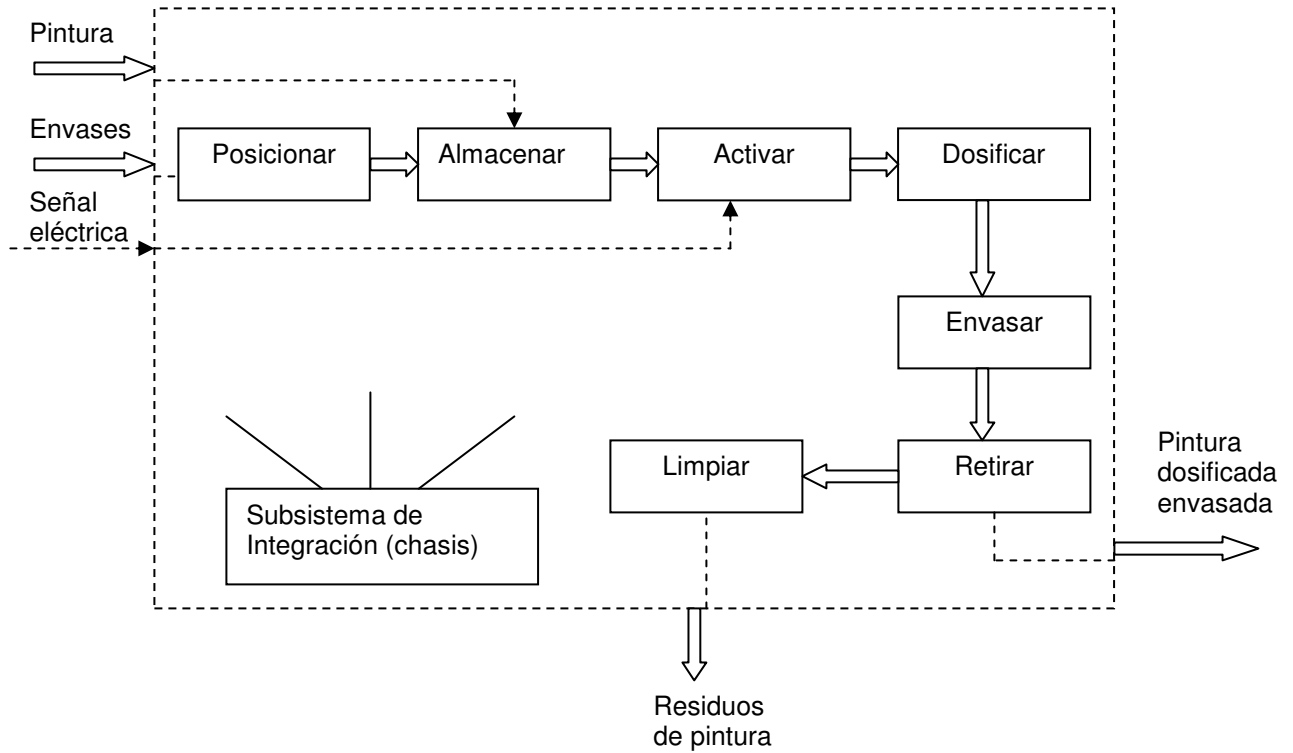 Pintura
Envases
Posicionar
Almacenar
Activar
Dosificar
Señal
eléctrica
Envasar
Limpiar
Retirar
Pintura
dosificada
envasada
Subsistema de
Integración (chasis)
Residuos
de pintura